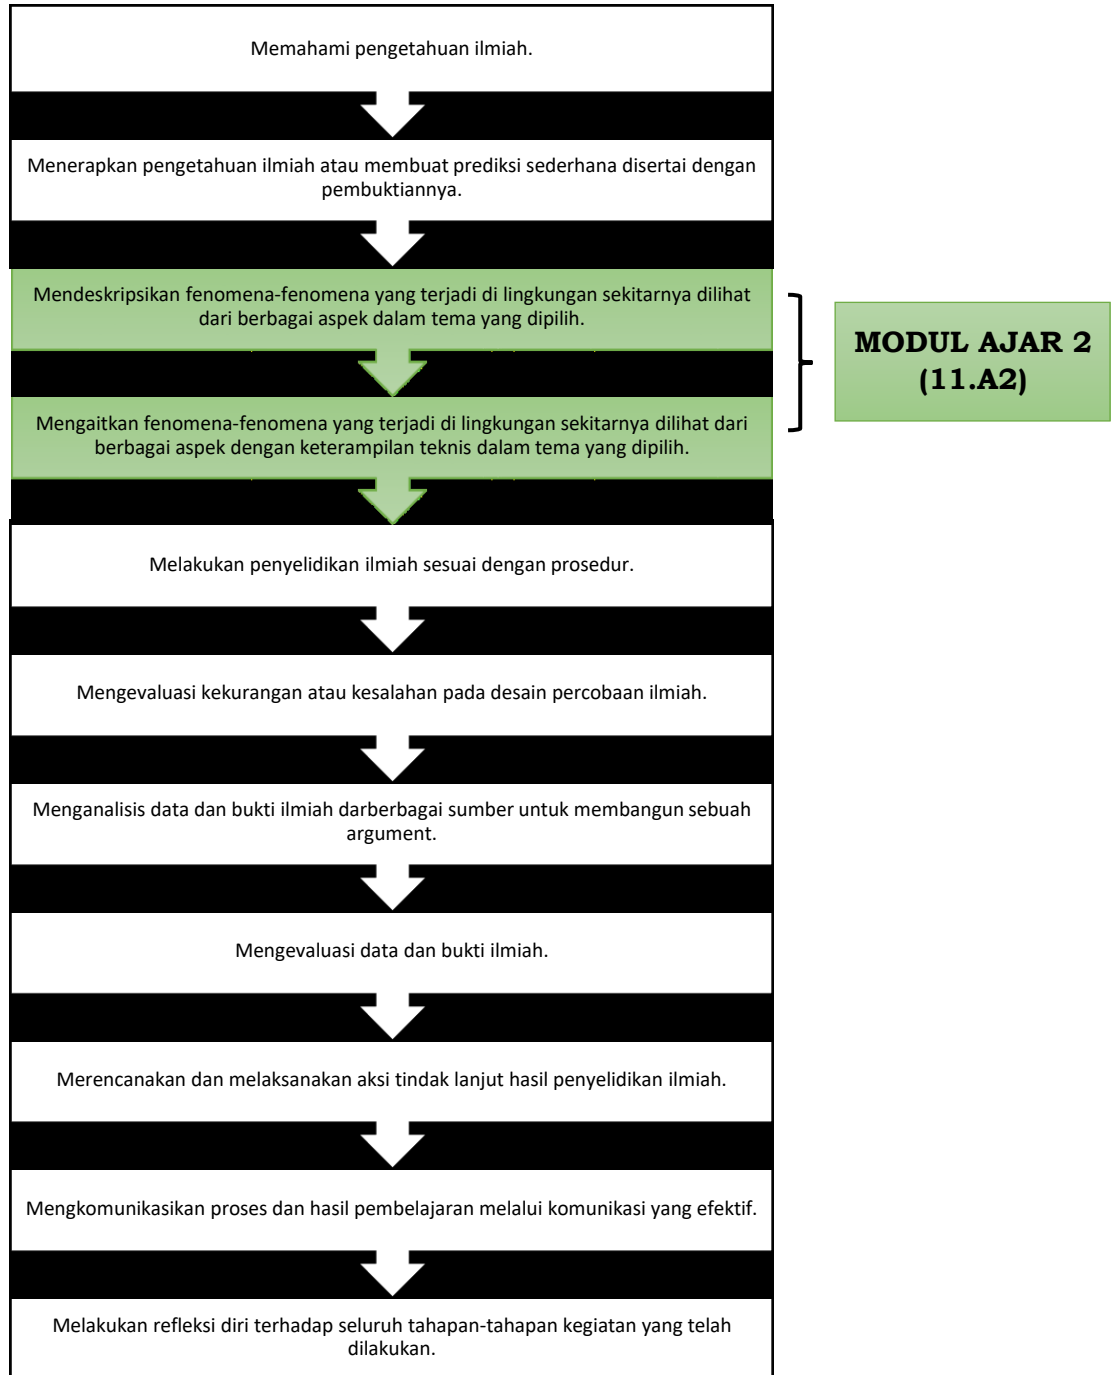 Memahami pengetahuan ilmiah.
Menerapkan pengetahuan ilmiah atau membuat prediksi sederhana disertai dengan
pembuktiannya.
Mendeskripsikan fenomena-fenomena yang terjadi di lingkungan sekitarnya dilihat
dari berbagai aspek dalam tema yang dipilih.
MODUL AJAR 2
(11.A2)
Mengaitkan fenomena-fenomena yang terjadi di lingkungan sekitarnya dilihat dari
berbagai aspek dengan keterampilan teknis dalam tema yang dipilih.
Melakukan penyelidikan ilmiah sesuai dengan prosedur.
Mengevaluasi kekurangan atau kesalahan pada desain percobaan ilmiah.
Menganalisis data dan bukti ilmiah darberbagai sumber untuk membangun sebuah
argument.
Mengevaluasi data dan bukti ilmiah.
Merencanakan dan melaksanakan aksi tindak lanjut hasil penyelidikan ilmiah.
Mengkomunikasikan proses dan hasil pembelajaran melalui komunikasi yang efektif.
Melakukan refleksi diri terhadap seluruh tahapan-tahapan kegiatan yang telah
dilakukan.